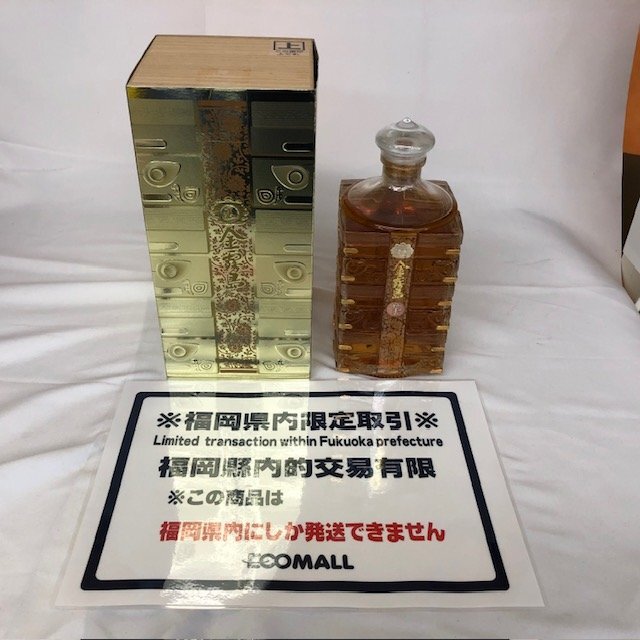 上
※福岡県内限定取引※
Limited transaction within Fukuoka prefecture
福岡縣内的交易有限
※この商品は
福岡県内にしか発送できません
ECOMALL